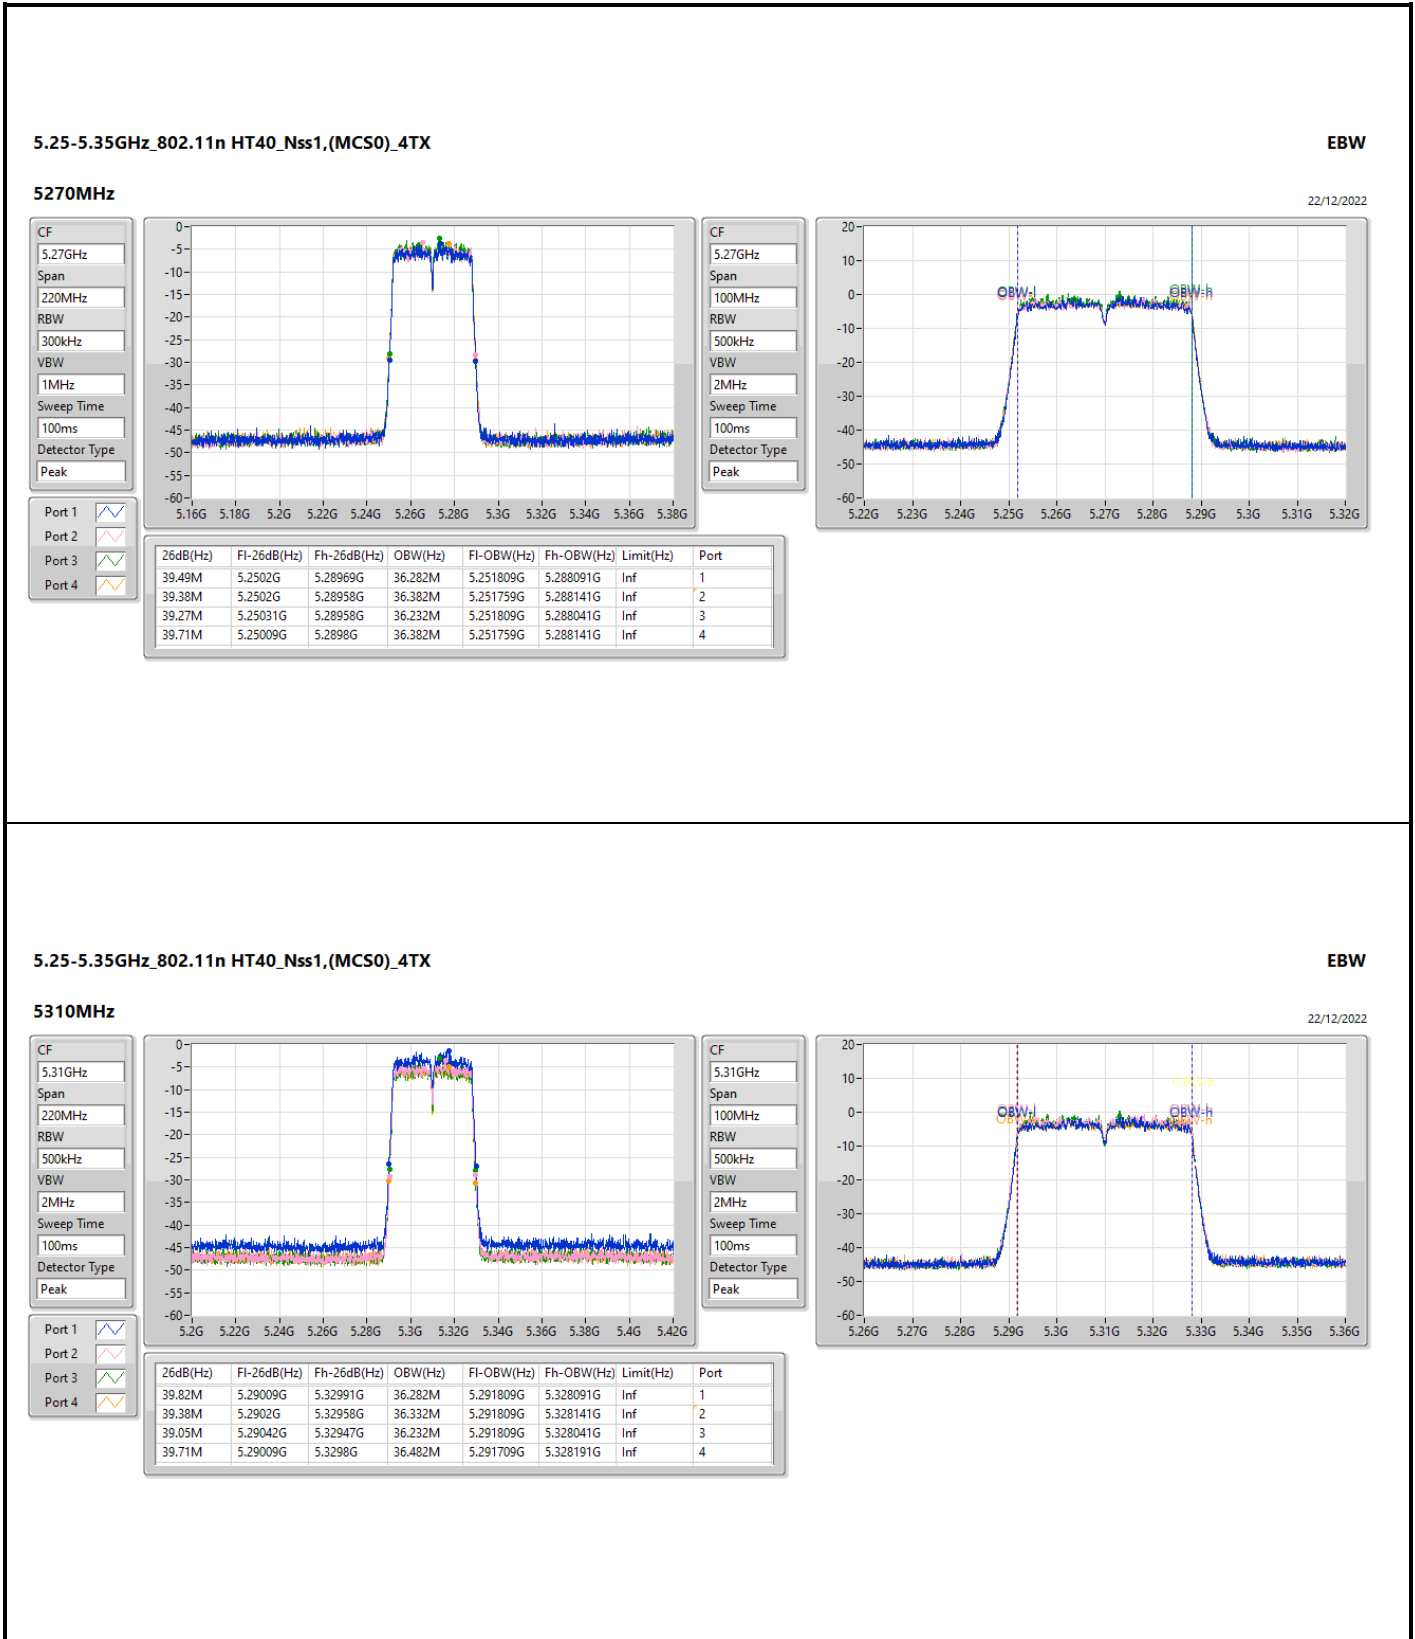 5.25-5.35GHz_802.11n HT40_Nss1,(MCS0)_4TX EBW
5270MHz 22/12/2022
CF
5.27GHz
Span
220MHz
RBW
300kHz
VBW
1MHz
Sweep Time
100ms
Detector Type
Peak
0
-5
-10
-15
-20
-25
-30
-35
-40
-45
-50
-55
-60
5.16G 5.18G 5.2G 5.22G 5.24G 5.26G 5.28G 5.3G 5.32G 5.34G 5.36G 5.38G
CF
5.27GHz
Span
100MHz
RBW
500kHz
VBW
2MHz
Sweep Time
100ms
Detector Type
Peak
20
10
0
-10
-20
-30
-40
-50
-60
OBW-l OBW-h
5.22G 5.23G 5.24G 5.25G 5.26G 5.27G 5.28G 5.29G 5.3G 5.31G 5.32G
Port 1
Port 2
Port 3
Port 4
26dB(Hz) Fl-26dB(Hz) Fh-26dB(Hz) OBW(Hz) Fl-OBW(Hz) Fh-OBW(Hz) Limit(Hz) Port
39.49M 5.2502G 5.28969G 36.282M 5.251809G 5.288091G Inf 1
39.38M 5.2502G 5.28958G 36.382M 5.251759G 5.288141G Inf 2
39.27M 5.25031G 5.28958G 36.232M 5.251809G 5.288041G Inf 3
39.71M 5.25009G 5.2898G 36.382M 5.251759G 5.288141G Inf 4
5.25-5.35GHz_802.11n HT40_Nss1,(MCS0)_4TX EBW
5310MHz 22/12/2022
CF
5.31GHz
Span
220MHz
RBW
500kHz
VBW
2MHz
Sweep Time
100ms
Detector Type
Peak
0
-5
-10
-15
-20
-25
-30
-35
-40
-45
-50
-55
-60
5.2G 5.22G 5.24G 5.26G 5.28G 5.3G 5.32G 5.34G 5.36G 5.38G 5.4G 5.42G
CF
5.31GHz
Span
100MHz
RBW
500kHz
VBW
2MHz
Sweep Time
100ms
Detector Type
Peak
20
10
0
-10
-20
-30
-40
-50
-60
OBW-l OBW-h
5.26G 5.27G 5.28G 5.29G 5.3G 5.31G 5.32G 5.33G 5.34G 5.35G 5.36G
Port 1
Port 2
Port 3
Port 4
26dB(Hz) Fl-26dB(Hz) Fh-26dB(Hz) OBW(Hz) Fl-OBW(Hz) Fh-OBW(Hz) Limit(Hz) Port
39.82M 5.29009G 5.32991G 36.282M 5.291809G 5.328091G Inf 1
39.38M 5.2902G 5.32958G 36.332M 5.291809G 5.328141G Inf 2
39.05M 5.29042G 5.32947G 36.232M 5.291809G 5.328041G Inf 3
39.71M 5.29009G 5.3298G 36.482M 5.291709G 5.328191G Inf 4